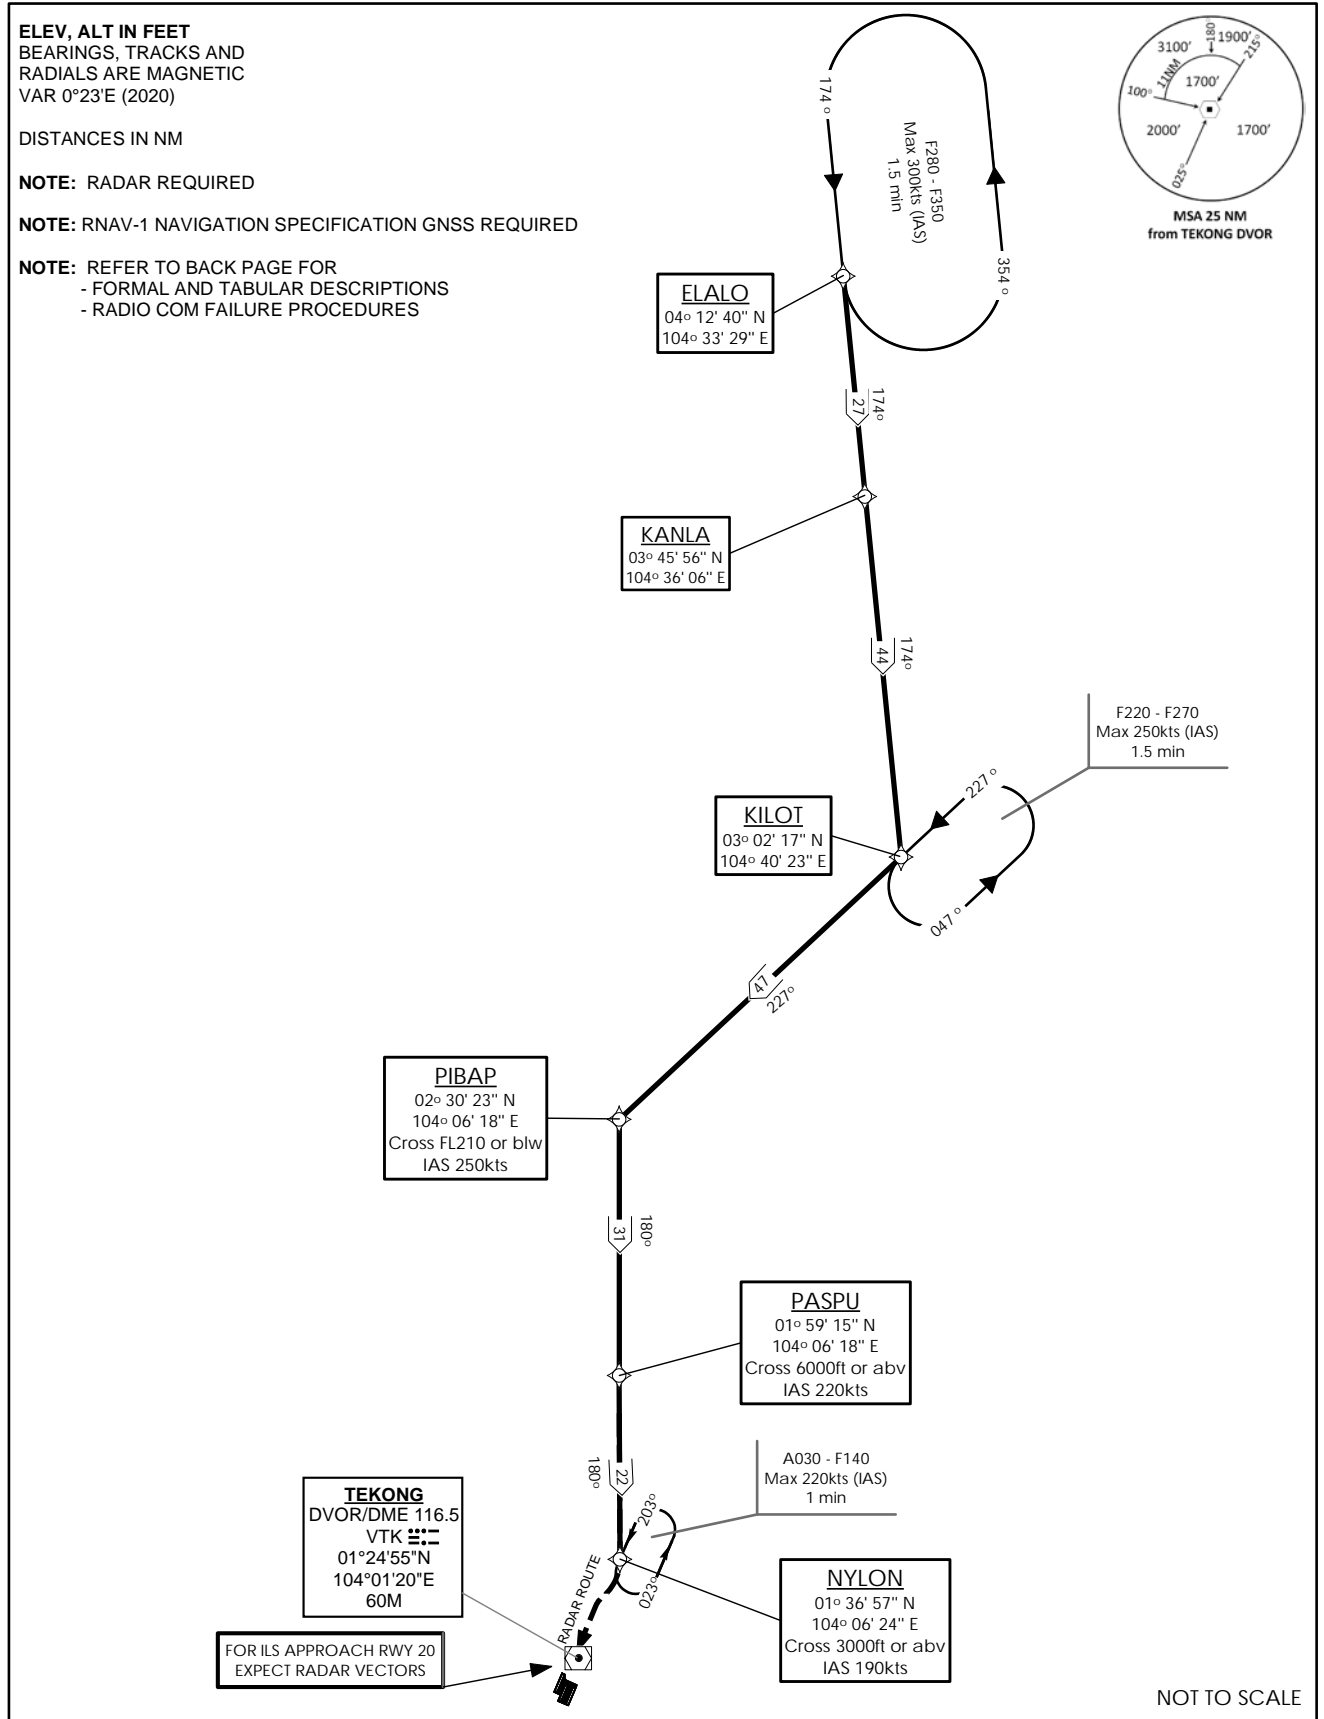 ELEV, ALT IN FEET
BEARINGS, TRACKS AND
RADIALS ARE MAGNETIC
VAR 0°23'E (2020)
DISTANCES IN NM
NOTE: RADAR REQUIRED
NOTE: RNAV-1 NAVIGATION SPECIFICATION GNSS REQUIRED
NOTE: REFER TO BACK PAGE FOR
- FORMAL AND TABULAR DESCRIPTIONS
- RADIO COM FAILURE PROCEDURES
3100'
180°
1900'
215°
11NM
1700'
100°
2000'
1700'
025°
MSA 25 NM
from TEKONG DVOR
174°
F280 - F350
Max 300kts (IAS)
1.5 min
354°
ELALO
04° 12' 40" N
104° 33' 29" E
27
174°
KANLA
03° 45' 56" N
104° 36' 06" E
44
174°
F220 - F270
Max 250kts (IAS)
1.5 min
227°
047°
KILOT
03° 02' 17" N
104° 40' 23" E
47
227°
PIBAP
02° 30' 23" N
104° 06' 18" E
Cross FL210 or blw
IAS 250kts
31
180°
PASPU
01° 59' 15" N
104° 06' 18" E
Cross 6000ft or abv
IAS 220kts
22
180°
A030 - F140
Max 220kts (IAS)
1 min
203°
023°
TEKONG
DVOR/DME 116.5
VTK
01°24'55"N
104°01'20"E
60M
RADAR ROUTE
NYLON
01° 36' 57" N
104° 06' 24" E
Cross 3000ft or abv
IAS 190kts
FOR ILS APPROACH RWY 20
EXPECT RADAR VECTORS
NOT TO SCALE